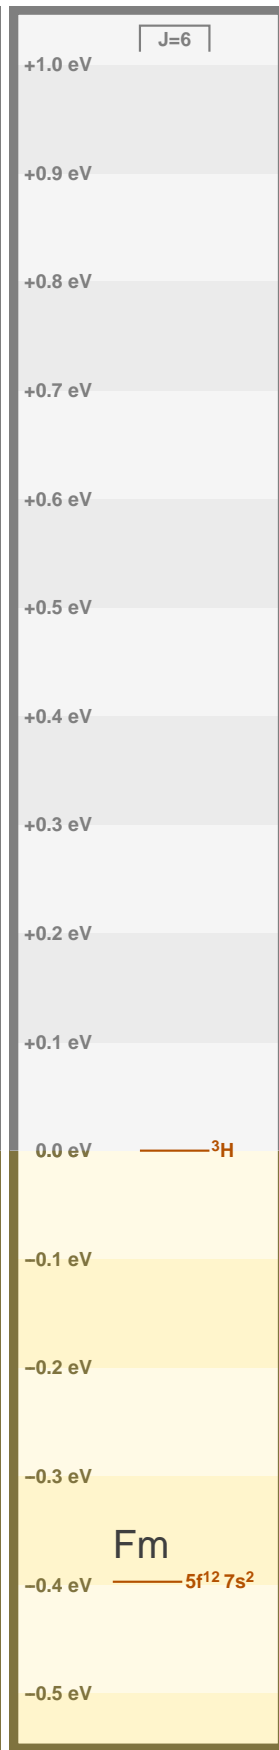 J=6
+1.0 eV
+0.9 eV
+0.8 eV
+0.7 eV
+0.6 eV
+0.5 eV
+0.4 eV
+0.3 eV
+0.2 eV
+0.1 eV
0.0 eV ³H
−0.1 eV
−0.2 eV
−0.3 eV
Fm
−0.4 eV 5f¹² 7s²
−0.5 eV